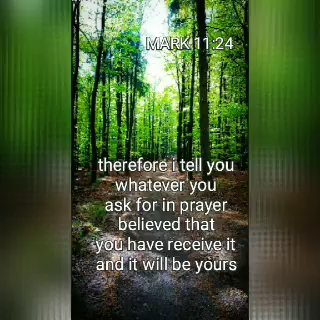 MARK 11:24
therefore i tell you
whatever you
ask for in prayer
believed that
you have receive it
and it will be yours